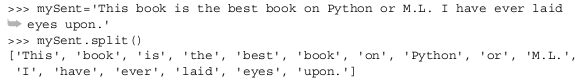 >>> mySent='This book is the best book on Python or M.L. I have ever laid
➥ eyes upon.'
>>> mySent.split()
['This', 'book', 'is', 'the', 'best', 'book', 'on', 'Python', 'or', 'M.L.',
'I', 'have', 'ever', 'laid', 'eyes', 'upon.']